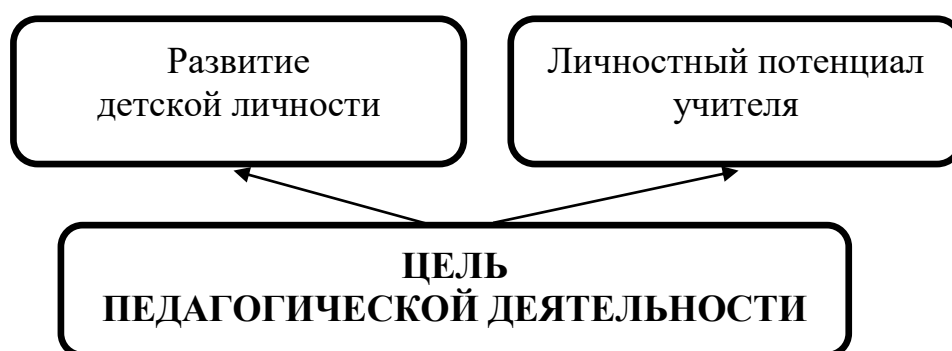 Развитие
детской личности
Личностный потенциал
учителя
ЦЕЛЬ
ПЕДАГОГИЧЕСКОЙ ДЕЯТЕЛЬНОСТИ